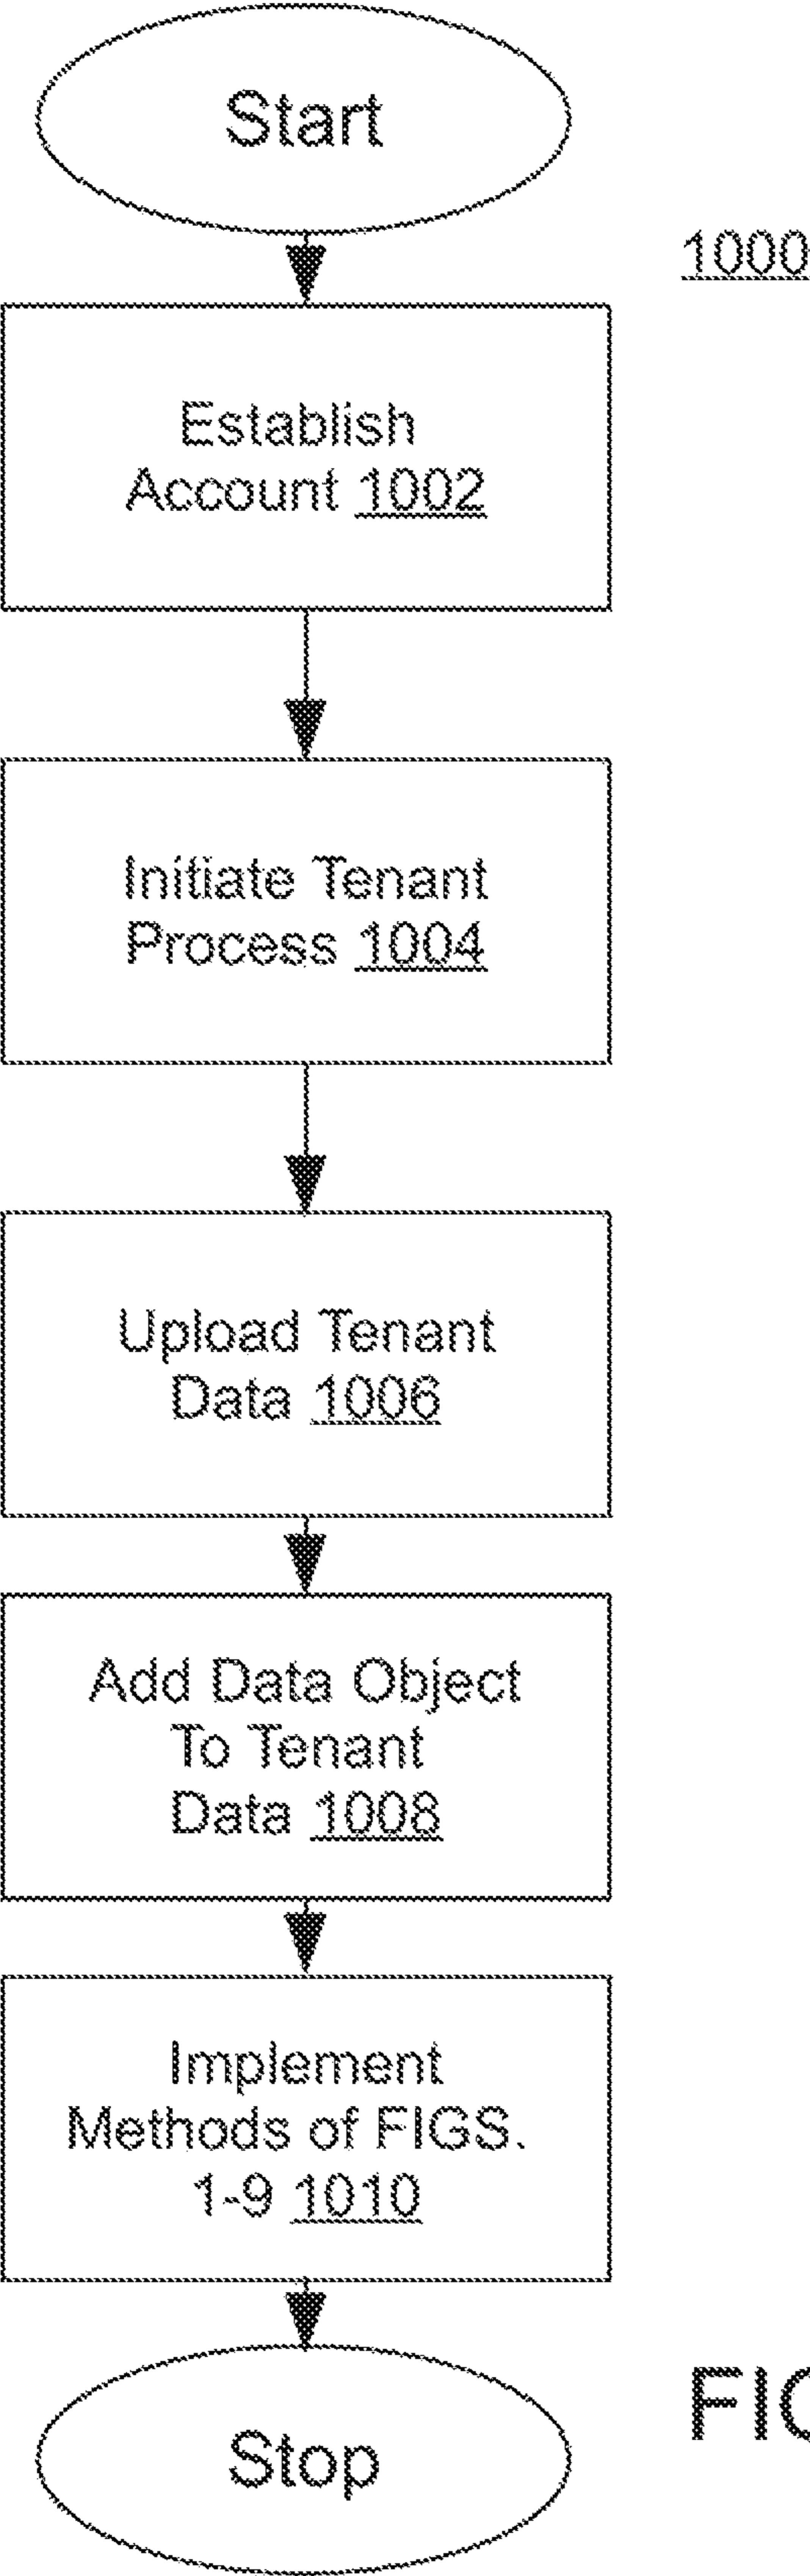 Start
1000
Establish
Account 1002
Initiate Tenant
Process 1004
Upload Tenant
Data 1006
Add Data Object
To Tenant
Data 1008
Implement
Methods of FIGS.
1-9 1010
Stop